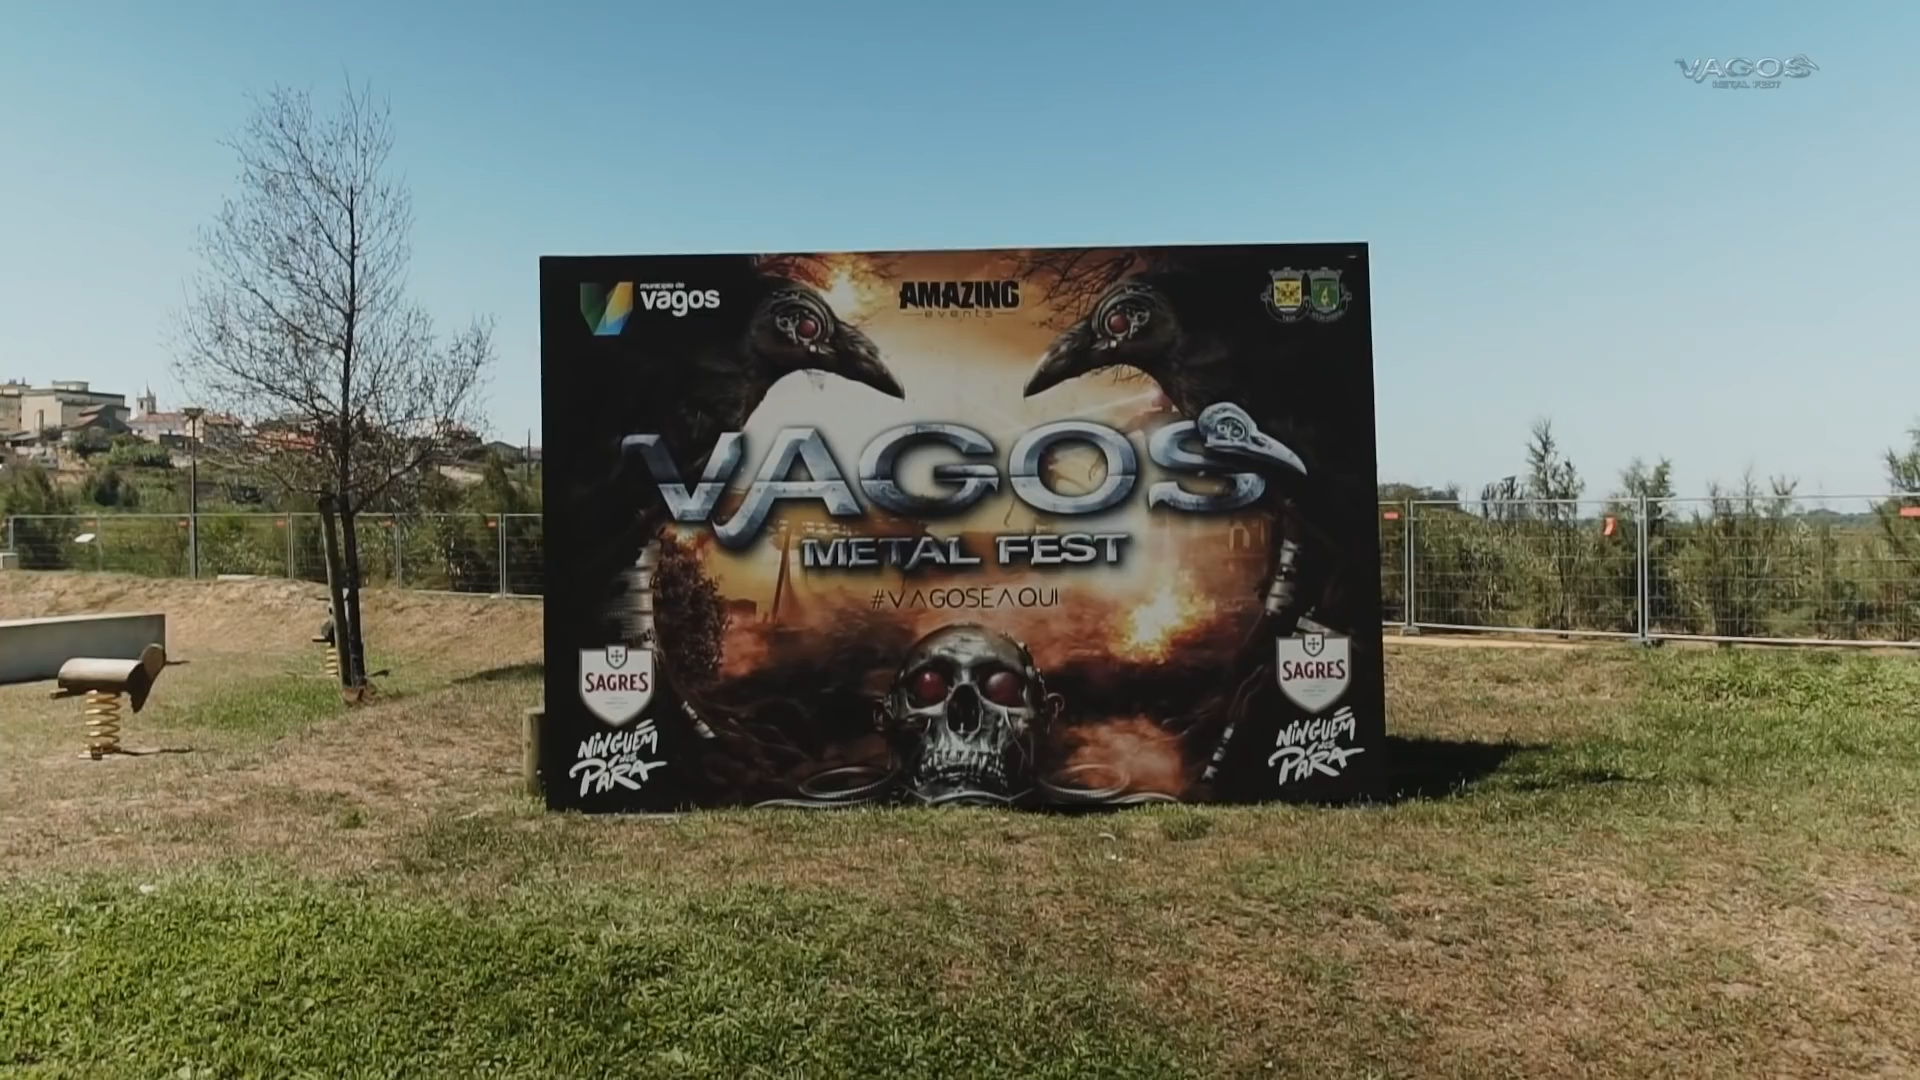 VAGOS
METAL FEST
município de
vagos
AMAZING
events
VAGOS
METAL FEST
#VAGOSEAQUI
SAGRES
NINGUÉM
NOS
PÁRA
SAGRES
NINGUÉM
NOS
PÁRA